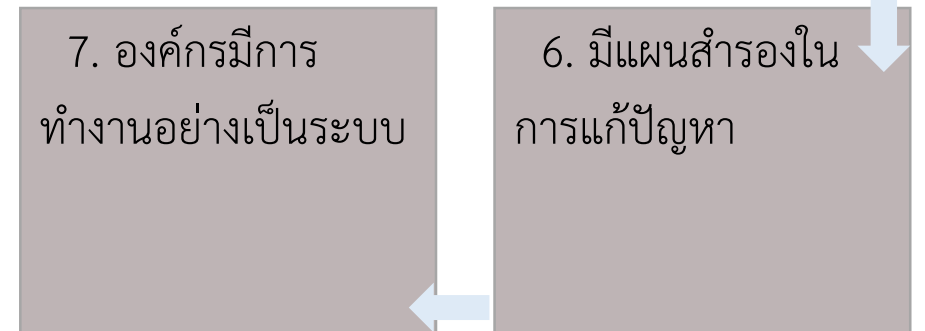 7. องค์กรมีการ
ทำงานอย่างเป็นระบบ
6. มีแผนสำรองใน
การแก้ปัญหา